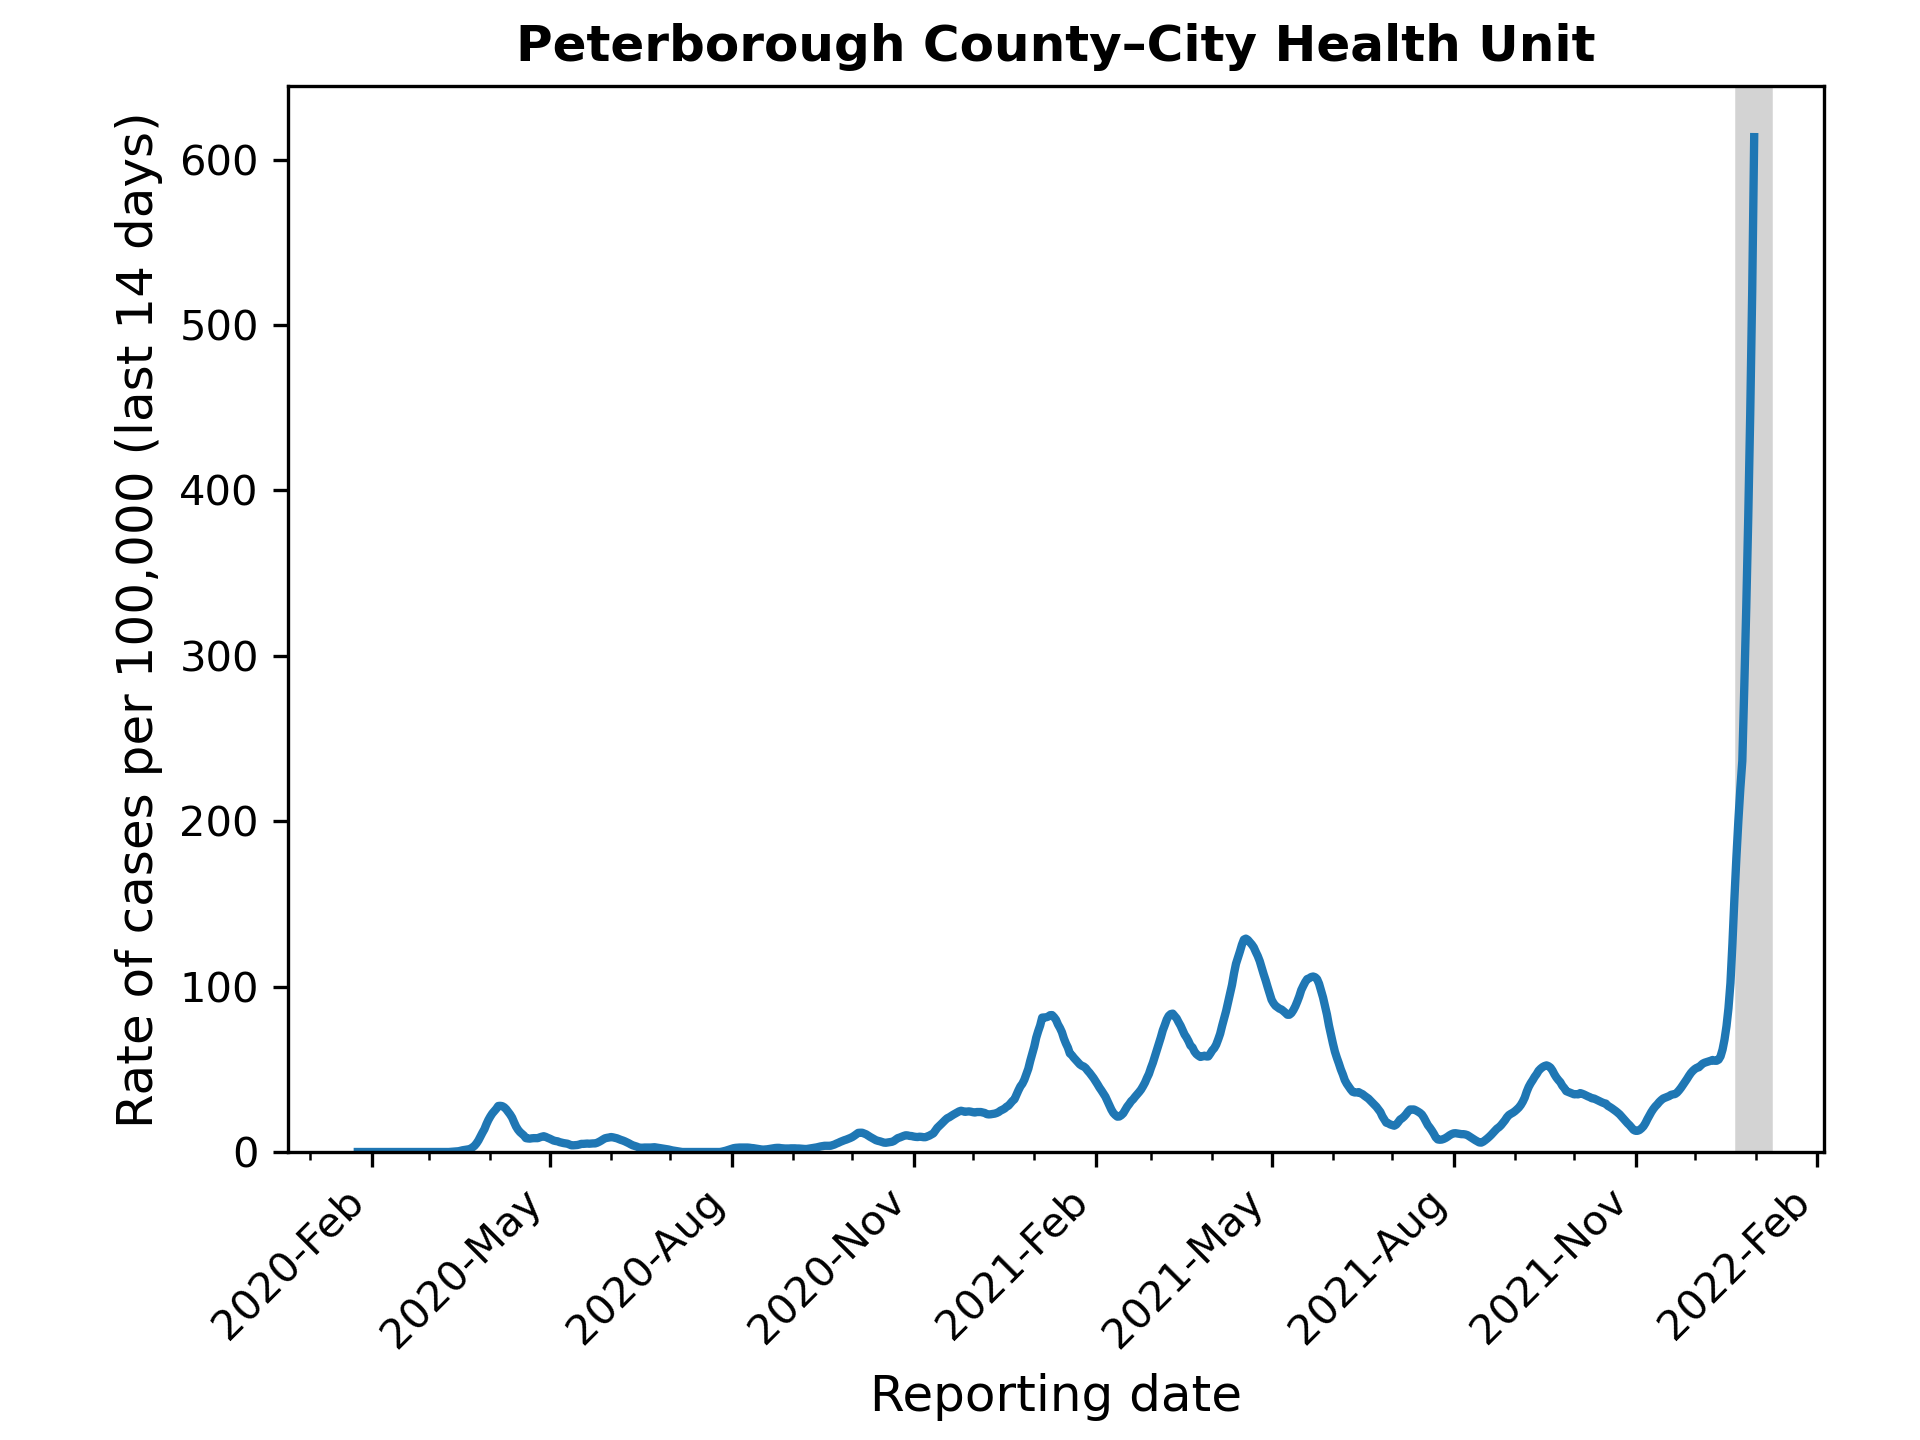 Peterborough County–City Health Unit
Rate of cases per 100,000 (last 14 days)
600
500
400
300
200
100
0
2020-Feb
2020-May
2020-Aug
2020-Nov
2021-Feb
2021-May
2021-Aug
2021-Nov
2022-Feb
Reporting date